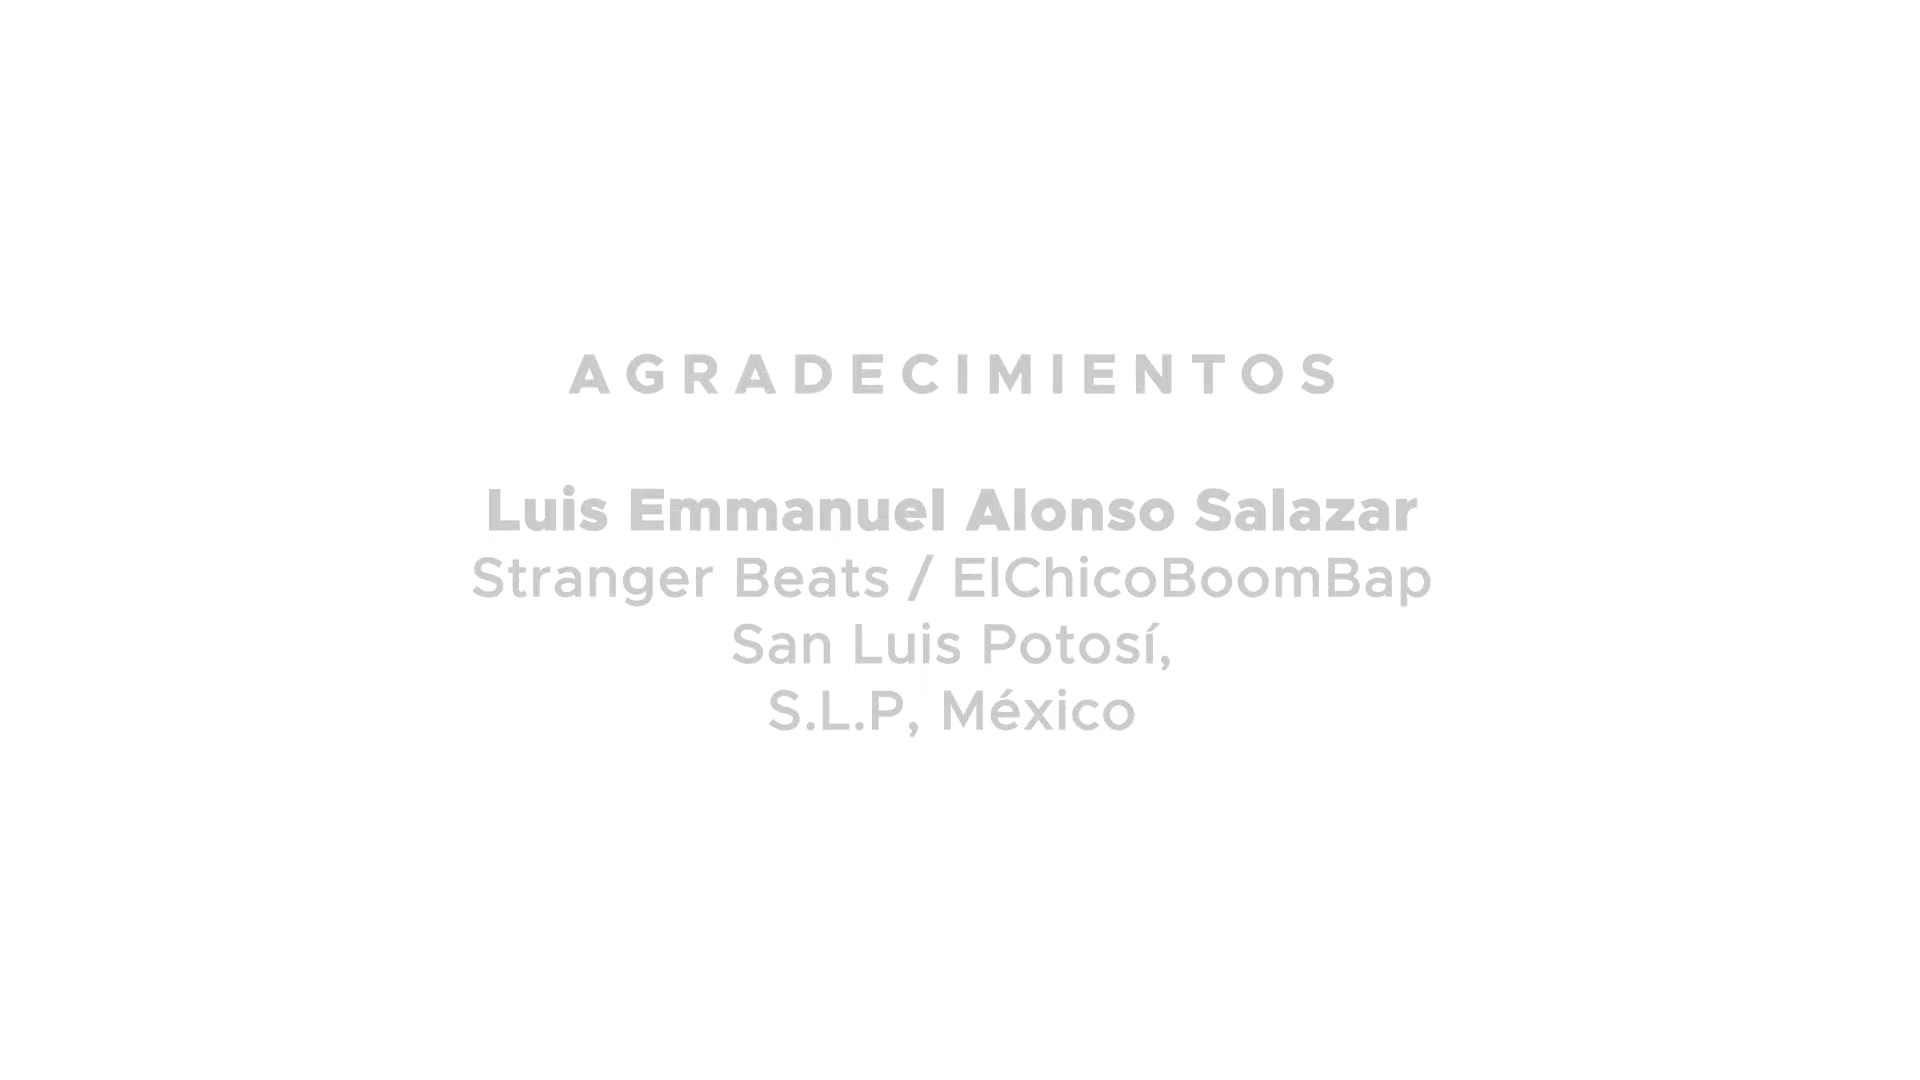 AGRADECIMIENTOS
Luis Emmanuel Alonso Salazar
Stranger Beats / ElChicoBoomBap
San Luis Potosí,
S.L.P, México